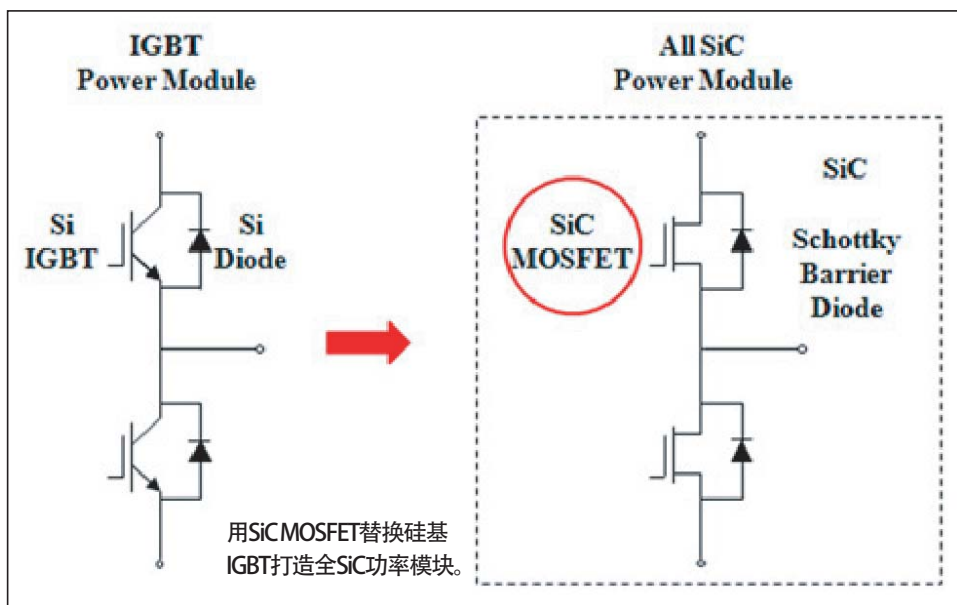 IGBT
Power Module
All SiC
Power Module
Si
IGBT
Si
Diode
SiC
MOSFET
SiC
Schottky
Barrier
Diode
用SiC MOSFET替换硅基
IGBT打造全SiC功率模块。